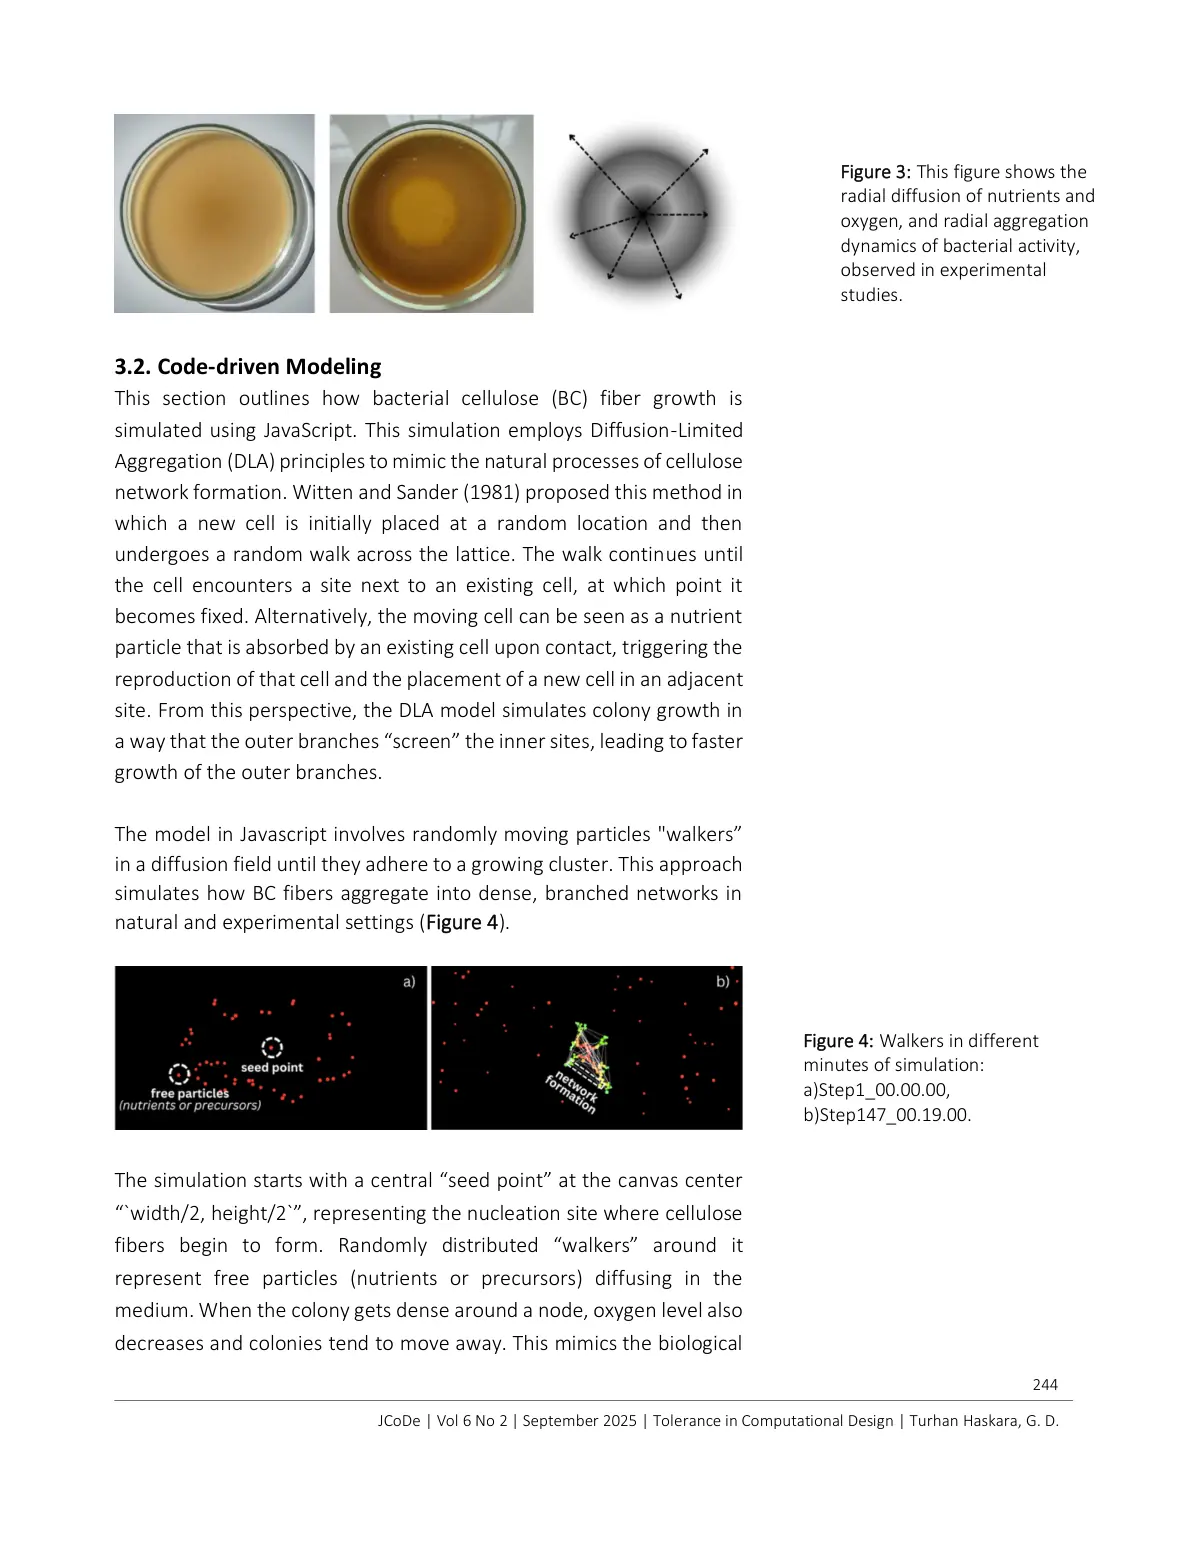 Figure 3: This figure shows the
radial diffusion of nutrients and
oxygen, and radial aggregation
dynamics of bacterial activity,
observed in experimental
studies.
3.2. Code-driven Modeling
This section outlines how bacterial cellulose (BC) fiber growth is
simulated using JavaScript. This simulation employs Diffusion-Limited
Aggregation (DLA) principles to mimic the natural processes of cellulose
network formation. Witten and Sander (1981) proposed this method in
which a new cell is initially placed at a random location and then
undergoes a random walk across the lattice. The walk continues until
the cell encounters a site next to an existing cell, at which point it
becomes fixed. Alternatively, the moving cell can be seen as a nutrient
particle that is absorbed by an existing cell upon contact, triggering the
reproduction of that cell and the placement of a new cell in an adjacent
site. From this perspective, the DLA model simulates colony growth in
a way that the outer branches “screen” the inner sites, leading to faster
growth of the outer branches.
The model in Javascript involves randomly moving particles "walkers”
in a diffusion field until they adhere to a growing cluster. This approach
simulates how BC fibers aggregate into dense, branched networks in
natural and experimental settings (Figure 4).
a)
seed point
free particles
(nutrients or precursors)
b)
network
formation
Figure 4: Walkers in different
minutes of simulation:
a)Step1_00.00.00,
b)Step147_00.19.00.
The simulation starts with a central “seed point” at the canvas center
“`width/2, height/2`”, representing the nucleation site where cellulose
fibers begin to form. Randomly distributed “walkers” around it
represent free particles (nutrients or precursors) diffusing in the
medium. When the colony gets dense around a node, oxygen level also
decreases and colonies tend to move away. This mimics the biological
244
JCoDe | Vol 6 No 2 | September 2025 | Tolerance in Computational Design | Turhan Haskara, G. D.